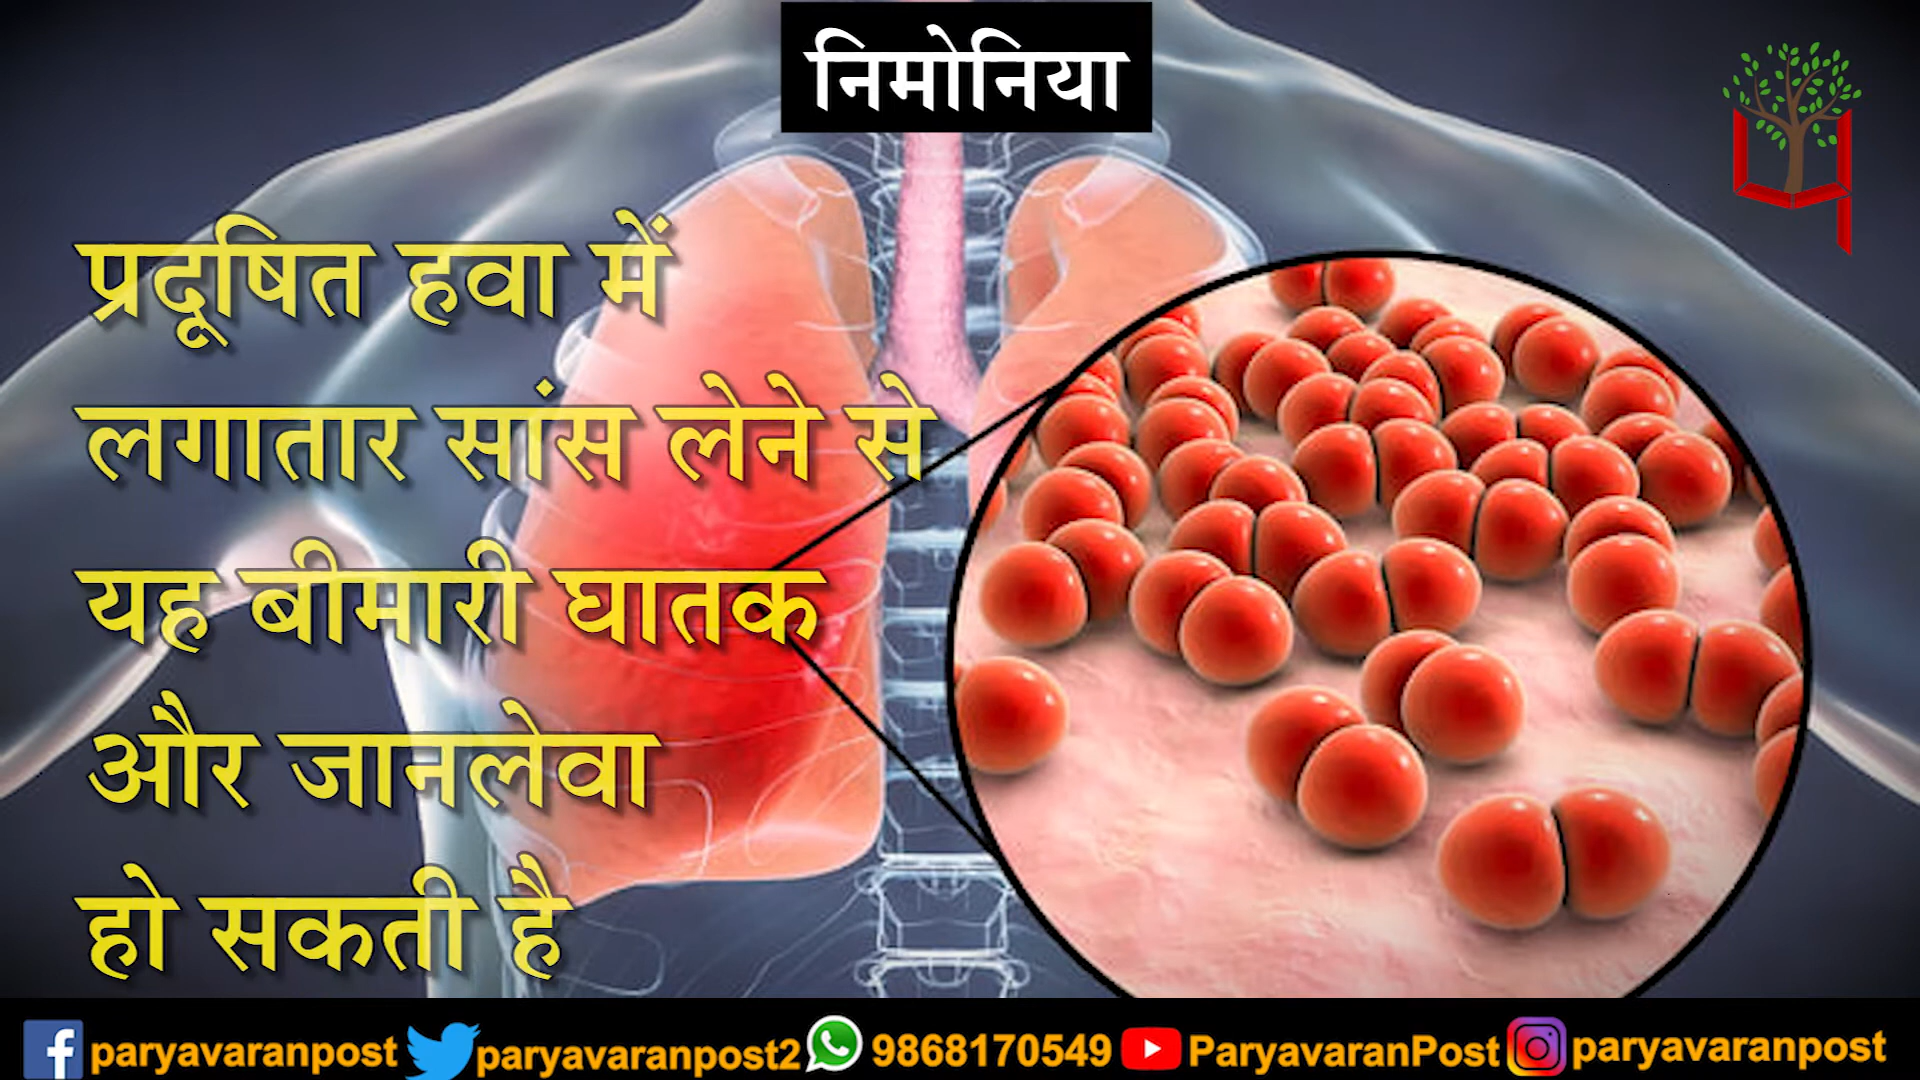 निमोनिया
प्रदूषित हवा में
लगातार सांस लेने से
यह बीमारी घातक
और जानलेवा
हो सकती है
paryavaranpost paryavaranpost2 9868170549 ParyavaranPost paryavaranpost